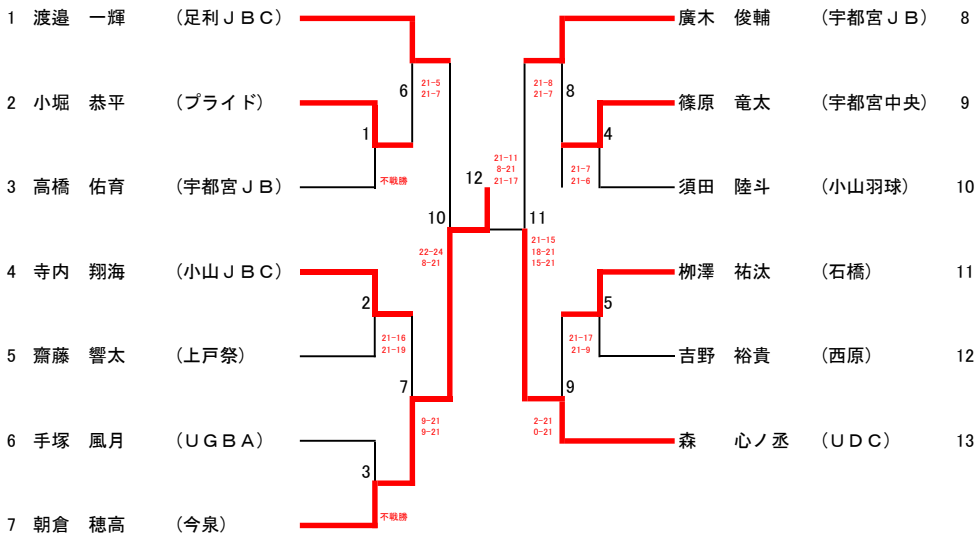 1 渡邉 一輝 (足利ＪＢＣ)
2 小堀 恭平 (プライド)
3 高橋 佑育 (宇都宮ＪＢ)
4 寺内 翔海 (小山ＪＢＣ)
5 齋藤 響太 (上戸祭)
6 手塚 風月 (ＵＧＢＡ)
7 朝倉 穂高 (今泉)
6
21-5
21-7
1
不戦勝
10
22-24
8-21
2
21-16
21-19
7
9-21
9-21
3
不戦勝
12
21-11
8-21
21-17
21-8
21-7
8
4
21-7
21-6
11
21-15
18-21
15-21
5
21-17
21-9
9
2-21
0-21
廣木 俊輔 (宇都宮ＪＢ) 8
篠原 竜太 (宇都宮中央) 9
須田 陸斗 (小山羽球) 10
栁澤 祐汰 (石橋) 11
吉野 裕貴 (西原) 12
森 心ノ丞 (ＵＤＣ) 13